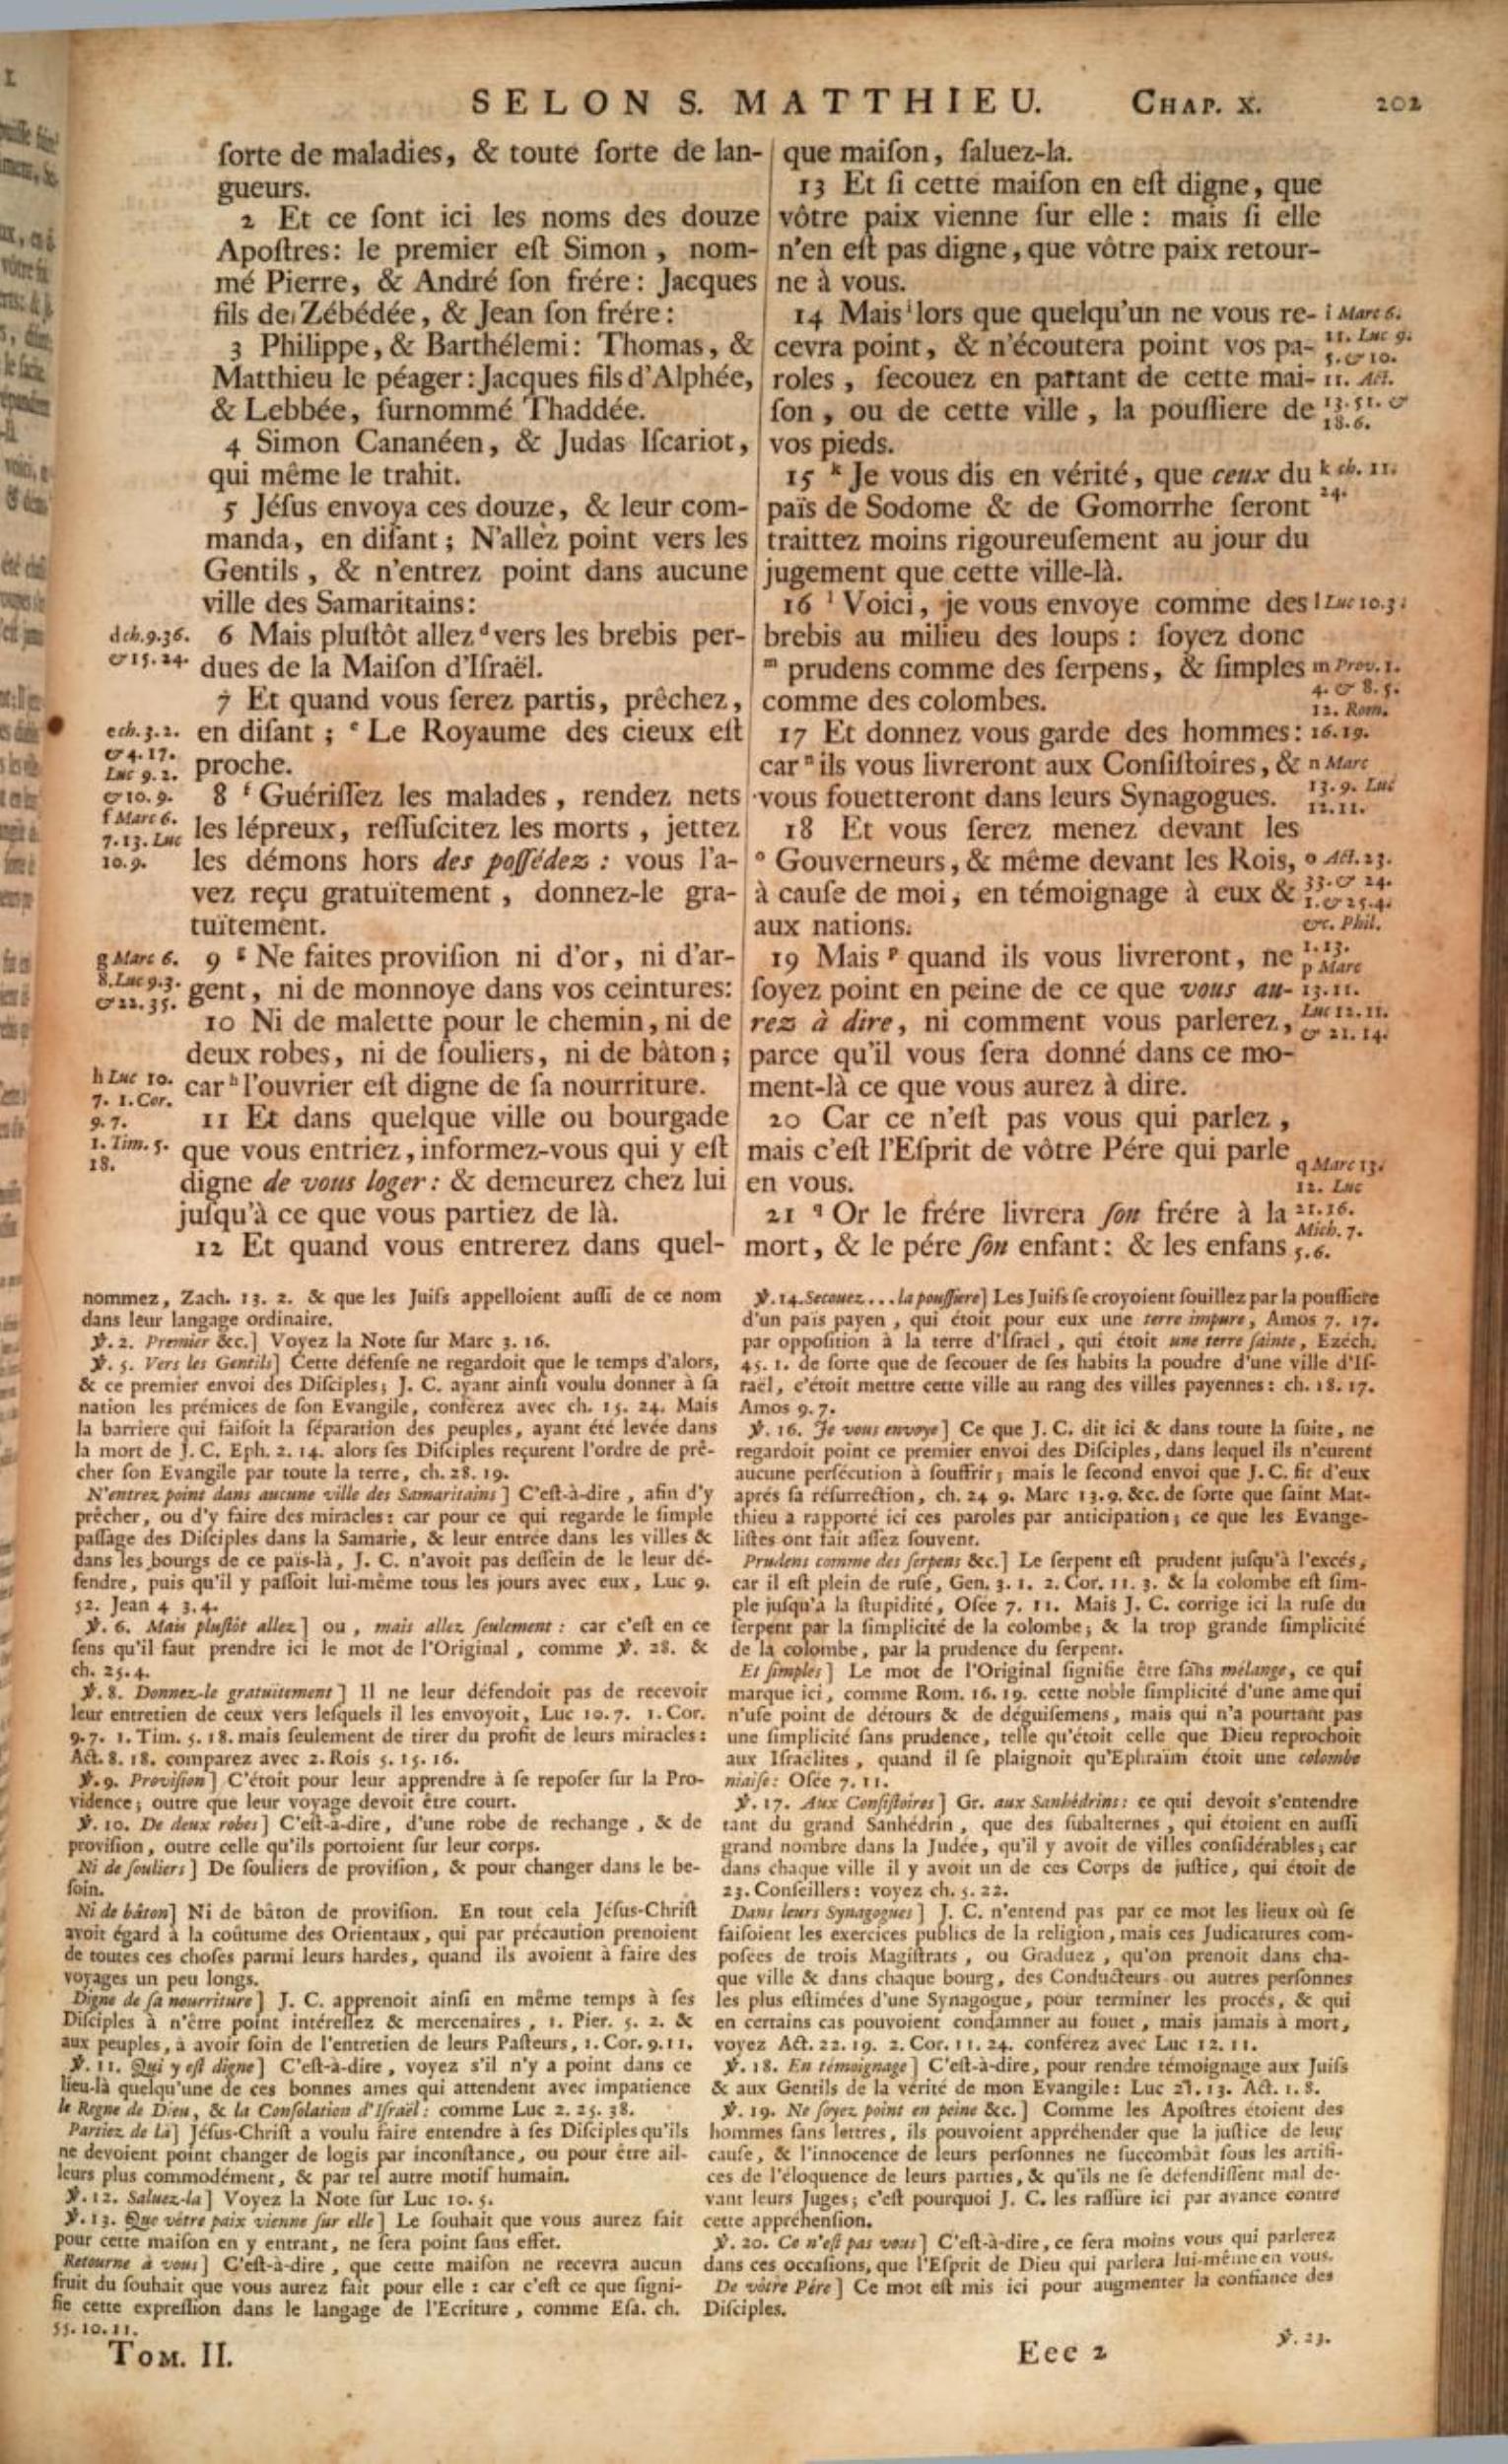 SELON S. MATTHIEU. CHAP. X. 202
ſorte de maladies, & toute ſorte de lan-
gueurs.
2 Et ce ſont ici les noms des douze
Apoſtres: le premier eſt Simon, nom-
mé Pierre, & André ſon frére: Jacques
fils de Zébédée, & Jean ſon frére:
3 Philippe, & Barthélemi: Thomas, &
Matthieu le péager: Jacques fils d'Alphée,
& Lebbée, ſurnommé Thaddée.
4 Simon Cananéen, & Judas Iſcariot,
qui même le trahit.
5 Jéſus envoya ces douze, & leur com-
manda, en diſant; N'allez point vers les
Gentils, & n'entrez point dans aucune
ville des Samaritains:
6 Mais pluſtôt allez d vers les brebis per-
dues de la Maiſon d'Iſraël.
7 Et quand vous ſerez partis, prêchez,
en diſant; e Le Royaume des cieux eſt
proche.
8 f Guériſſez les malades, rendez nets
les lépreux, reſſuſcitez les morts, jettez
les démons hors des poſſédez: vous l'a-
vez reçu gratuïtement, donnez-le gra-
tuïtement.
9 g Ne faites proviſion ni d'or, ni d'ar-
gent, ni de monnoye dans vos ceintures:
10 Ni de malette pour le chemin, ni de
deux robes, ni de ſouliers, ni de bâton;
car h l'ouvrier eſt digne de ſa nourriture.
11 Et dans quelque ville ou bourgade
que vous entriez, informez-vous qui y eſt
digne de vous loger: & demeurez chez lui
juſqu'à ce que vous partiez de là.
12 Et quand vous entrerez dans quel-
d ch. 9. 36.
& 15. 24.
e ch. 3. 2.
& 4. 17.
Luc 9. 2.
& 10. 9.
f Marc 6.
7. 13. Luc
10. 9.
g Marc 6.
8. Luc 9. 3.
& 22. 35.
h Luc 10.
7. 1. Cor.
9. 7.
1. Tim. 5.
18.
que maiſon, ſaluez-la.
13 Et ſi cette maiſon en eſt digne, que
vôtre paix vienne ſur elle: mais ſi elle
n'en eſt pas digne, que vôtre paix retour-
ne à vous.
14 Mais i lors que quelqu'un ne vous re-
cevra point, & n'écoutera point vos pa-
roles, ſecouez en partant de cette mai-
ſon, ou de cette ville, la pouſſiere de
vos pieds.
15 k Je vous dis en vérité, que ceux du
païs de Sodome & de Gomorrhe ſeront
traittez moins rigoureuſement au jour du
jugement que cette ville-là.
16 l Voici, je vous envoye comme des
brebis au milieu des loups: ſoyez donc
m prudens comme des ſerpens, & ſimples
comme des colombes.
17 Et donnez vous garde des hommes:
car n ils vous livreront aux Conſiſtoires, &
vous fouetteront dans leurs Synagogues.
18 Et vous ſerez menez devant les
o Gouverneurs, & même devant les Rois,
à cauſe de moi, en témoignage à eux &
aux nations.
19 Mais p quand ils vous livreront, ne
ſoyez point en peine de ce que vous au-
rez à dire, ni comment vous parlerez,
parce qu'il vous ſera donné dans ce mo-
ment-là ce que vous aurez à dire.
20 Car ce n'eſt pas vous qui parlez,
mais c'eſt l'Eſprit de vôtre Pére qui parle
en vous.
21 q Or le frére livrera ſon frére à la
mort, & le pére ſon enfant: & les enfans
i Marc 6.
11. Luc 9.
5. & 10.
11. Act.
13. 51. &
18. 6.
k ch. 11.
24.
l Luc 10. 3.
m Prov. 1.
4. & 8. 5.
12. Rom.
16. 19.
n Marc
13. 9. Luc
12. 11.
o Act. 23.
33. & 24.
1. & 25. 4.
&c. Phil.
1. 13.
p Marc
13. 11.
Luc 12. 11.
& 21. 14.
q Marc 13.
12. Luc
21. 16.
Mich. 7.
5. 6.
nommez, Zach. 13. 2. & que les Juifs appelloient auſſi de ce nom
dans leur langage ordinaire.
℣. 2. Premier &c.] Voyez la Note ſur Marc 3. 16.
℣. 5. Vers les Gentils] Cette défenſe ne regardoit que le temps d'alors,
& ce premier envoi des Diſciples; J. C. ayant ainſi voulu donner à ſa
nation les prémices de ſon Evangile, conférez avec ch. 15. 24. Mais
la barriere qui faiſoit la ſéparation des peuples, ayant été levée dans
la mort de J. C. Eph. 2. 14. alors ſes Diſciples reçurent l'ordre de prê-
cher ſon Evangile par toute la terre, ch. 28. 19.
N'entrez point dans aucune ville des Samaritains] C'eſt-à-dire, afin d'y
prêcher, ou d'y faire des miracles: car pour ce qui regarde le ſimple
paſſage des Diſciples dans la Samarie, & leur entrée dans les villes &
dans les bourgs de ce païs-là, J. C. n'avoit pas deſſein de le leur dé-
fendre, puis qu'il y paſſoit lui-même tous les jours avec eux, Luc 9.
52. Jean 4 3. 4.
℣. 6. Mais pluſtôt allez] ou, mais allez ſeulement: car c'eſt en ce
ſens qu'il faut prendre ici le mot de l'Original, comme ℣. 28. &
ch. 25. 4.
℣. 8. Donnez-le gratuïtement] Il ne leur défendoit pas de recevoir
leur entretien de ceux vers leſquels il les envoyoit, Luc 10. 7. 1. Cor.
9. 7. 1. Tim. 5. 18. mais ſeulement de tirer du profit de leurs miracles:
Act. 8. 18. comparez avec 2. Rois 5. 15. 16.
℣. 9. Proviſion] C'étoit pour leur apprendre à ſe repoſer ſur la Pro-
vidence; outre que leur voyage devoit être court.
℣. 10. De deux robes] C'eſt-à-dire, d'une robe de rechange, & de
proviſion, outre celle qu'ils portoient ſur leur corps.
Ni de ſouliers] De ſouliers de proviſion, & pour changer dans le be-
ſoin.
Ni de bâton] Ni de bâton de proviſion. En tout cela Jéſus-Chriſt
avoit égard à la coûtume des Orientaux, qui par précaution prenoient
de toutes ces choſes parmi leurs hardes, quand ils avoient à faire des
voyages un peu longs.
Digne de ſa nourriture] J. C. apprenoit ainſi en même temps à ſes
Diſciples à n'être point intéreſſez & mercenaires, 1. Pier. 5. 2. &
aux peuples, à avoir ſoin de l'entretien de leurs Paſteurs, 1. Cor. 9. 11.
℣. 11. Qui y eſt digne] C'eſt-à-dire, voyez s'il n'y a point dans ce
lieu-là quelqu'une de ces bonnes ames qui attendent avec impatience
le Regne de Dieu, & la Conſolation d'Iſraël: comme Luc 2. 25. 38.
Partiez de là] Jéſus-Chriſt a voulu faire entendre à ſes Diſciples qu'ils
ne devoient point changer de logis par inconſtance, ou pour être ail-
leurs plus commodément, & par tel autre motif humain.
℣. 12. Saluez-la] Voyez la Note ſur Luc 10. 5.
℣. 13. Que vôtre paix vienne ſur elle] Le ſouhait que vous aurez fait
pour cette maiſon en y entrant, ne ſera point ſans effet.
Retourne à vous] C'eſt-à-dire, que cette maiſon ne recevra aucun
fruit du ſouhait que vous aurez fait pour elle: car c'eſt ce que ſigni-
fie cette expreſſion dans le langage de l'Ecriture, comme Eſa. ch.
55. 10. 11.
℣. 14. Secouez... la pouſſiere] Les Juifs ſe croyoient ſouillez par la pouſſiere
d'un païs payen, qui étoit pour eux une terre impure, Amos 7. 17.
par oppoſition à la terre d'Iſraël, qui étoit une terre ſainte, Ezéch.
45. 1. de ſorte que de ſecouer de ſes habits la poudre d'une ville d'Iſ-
raël, c'étoit mettre cette ville au rang des villes payennes: ch. 18. 17.
Amos 9. 7.
℣. 16. Je vous envoye] Ce que J. C. dit ici & dans toute la ſuite, ne
regardoit point ce premier envoi des Diſciples, dans lequel ils n'eurent
aucune perſécution à ſouffrir; mais le ſecond envoi que J. C. fit d'eux
aprés ſa réſurrection, ch. 24 9. Marc 13. 9. &c. de ſorte que ſaint Mat-
thieu a rapporté ici ces paroles par anticipation; ce que les Evange-
liſtes ont fait aſſez ſouvent.
Prudens comme des ſerpens &c.] Le ſerpent eſt prudent juſqu'à l'excés,
car il eſt plein de ruſe, Gen. 3. 1. 2. Cor. 11. 3. & la colombe eſt ſim-
ple juſqu'à la ſtupidité, Oſée 7. 11. Mais J. C. corrige ici la ruſe du
ſerpent par la ſimplicité de la colombe; & la trop grande ſimplicité
de la colombe, par la prudence du ſerpent.
Et ſimples] Le mot de l'Original ſignifie être ſans mélange, ce qui
marque ici, comme Rom. 16. 19. cette noble ſimplicité d'une ame qui
n'uſe point de détours & de déguiſemens, mais qui n'a pourtant pas
une ſimplicité ſans prudence, telle qu'étoit celle que Dieu reprochoit
aux Iſraëlites, quand il ſe plaignoit qu'Ephraïm étoit une colombe
niaiſe: Oſée 7. 11.
℣. 17. Aux Conſiſtoires] Gr. aux Sanhédrins: ce qui devoit s'entendre
tant du grand Sanhédrin, que des ſubalternes, qui étoient en auſſi
grand nombre dans la Judée, qu'il y avoit de villes conſidérables; car
dans chaque ville il y avoit un de ces Corps de juſtice, qui étoit de
23. Conſeillers: voyez ch. 5. 22.
Dans leurs Synagogues] J. C. n'entend pas par ce mot les lieux où ſe
faiſoient les exercices publics de la religion, mais ces Judicatures com-
poſées de trois Magiſtrats, ou Graduez, qu'on prenoit dans cha-
que ville & dans chaque bourg, des Conducteurs ou autres perſonnes
les plus eſtimées d'une Synagogue, pour terminer les procés, & qui
en certains cas pouvoient condamner au fouet, mais jamais à mort,
voyez Act. 22. 19. 2. Cor. 11. 24. conférez avec Luc 12. 11.
℣. 18. En témoignage] C'eſt-à-dire, pour rendre témoignage aux Juifs
& aux Gentils de la vérité de mon Evangile: Luc 21. 13. Act. 1. 8.
℣. 19. Ne ſoyez point en peine &c.] Comme les Apoſtres étoient des
hommes ſans lettres, ils pouvoient appréhender que la juſtice de leur
cauſe, & l'innocence de leurs perſonnes ne ſuccombât ſous les artifi-
ces de l'éloquence de leurs parties, & qu'ils ne ſe défendiſſent mal de-
vant leurs Juges; c'eſt pourquoi J. C. les raſſûre ici par avance contre
cette appréhenſion.
℣. 20. Ce n'eſt pas vous] C'eſt-à-dire, ce ſera moins vous qui parlerez
dans ces occaſions, que l'Eſprit de Dieu qui parlera lui-même en vous.
De vôtre Pére] Ce mot eſt mis ici pour augmenter la confiance des
Diſciples.
TOM. II. Eee 2 ℣. 23.